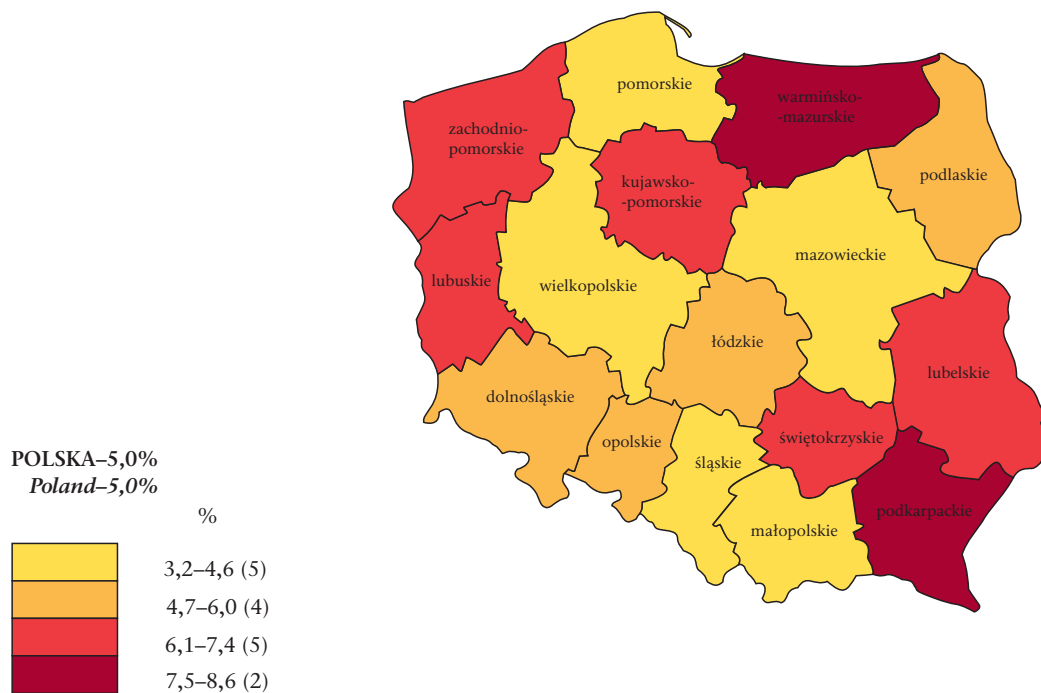 pomorskie
warmińsko-
-mazurskie
zachodnio-
pomorskie
podlaskie
kujawsko-
-pomorskie
mazowieckie
lubuskie
wielkopolskie
łódzkie
lubelskie
dolnośląskie
świętokrzyskie
opolskie
śląskie
podkarpackie
małopolskie
POLSKA–5,0%
Poland–5,0%
%
3,2–4,6 (5)
4,7–6,0 (4)
6,1–7,4 (5)
7,5–8,6 (2)